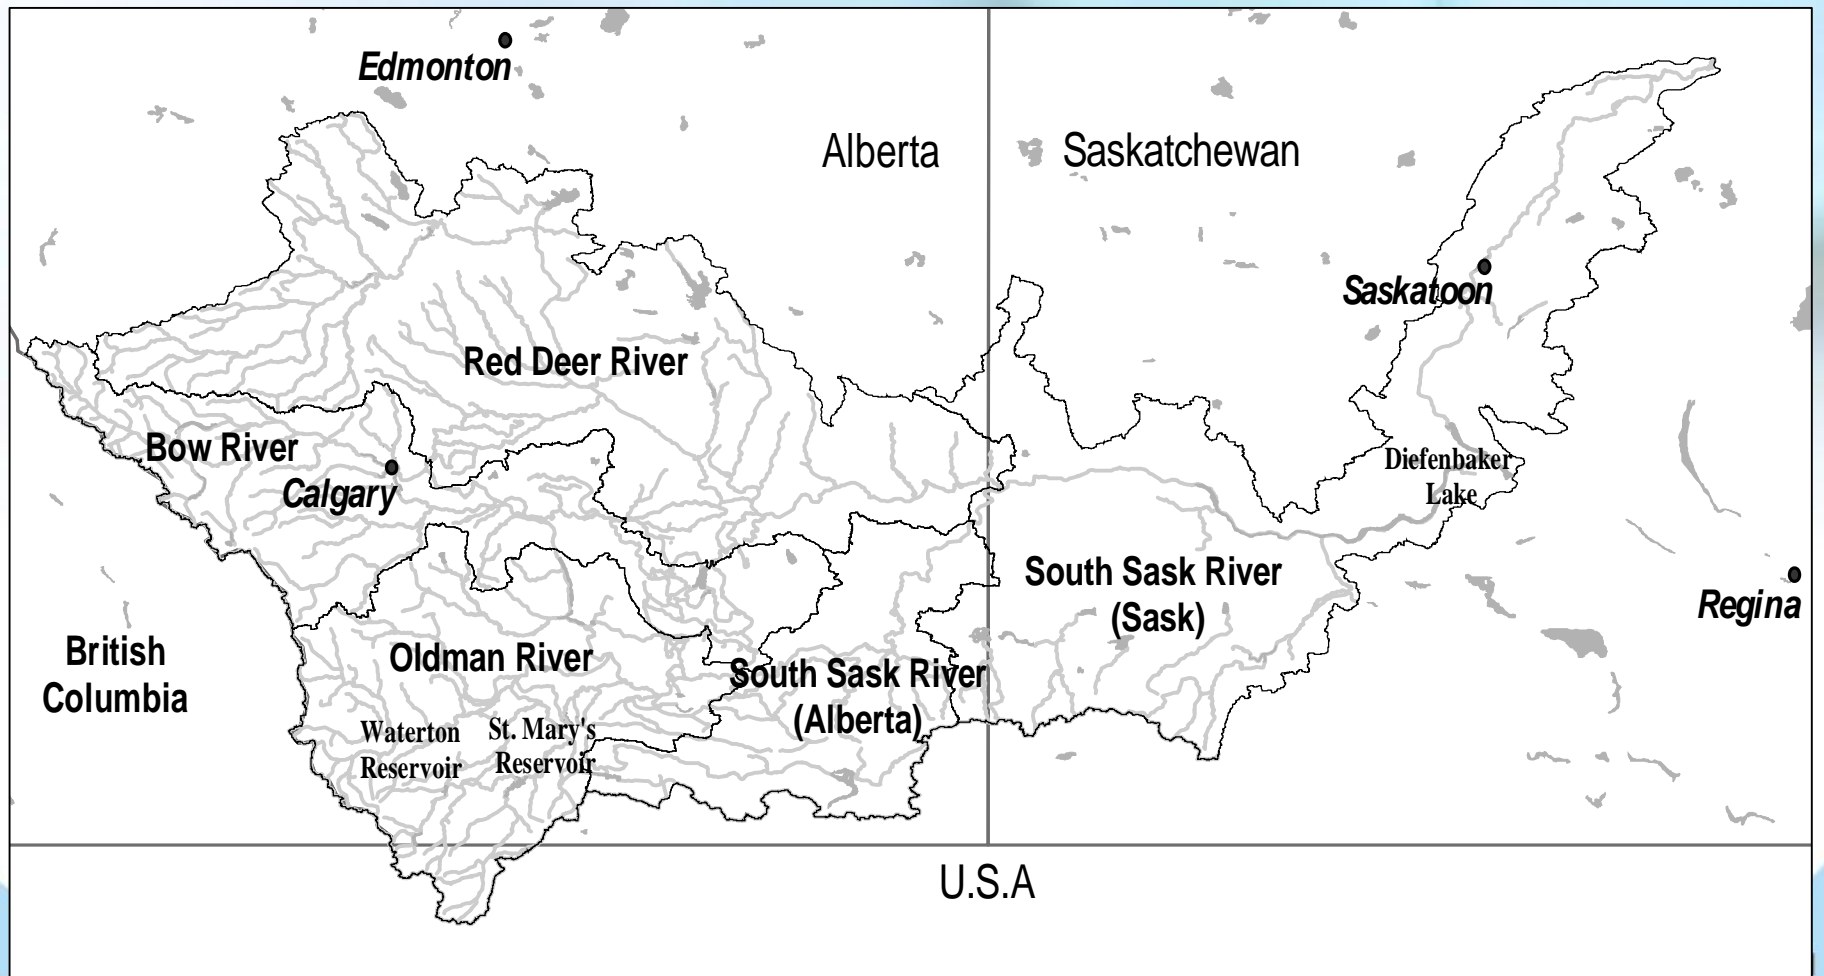 Edmonton
Alberta
Saskatchewan
Saskatoon
Red Deer River
Bow River
Calgary
Diefenbaker
Lake
South Sask River
(Sask)
Regina
British
Columbia
Oldman River
South Sask River
(Alberta)
Waterton
Reservoir
St. Mary's
Reservoir
U.S.A